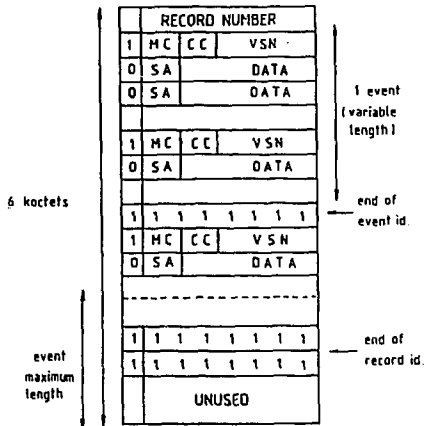 RECORD NUMBER
1 MC CC VSN
0 SA DATA
0 SA DATA
1 event
(variable
length)
1 MC CC VSN
0 SA DATA
6 koctets
1 1 1 1 1 1 1 1
end of
event id.
1 MC CC VSN
0 SA DATA
event
maximum
length
1 1 1 1 1 1 1 1
1 1 1 1 1 1 1 1
end of
record id.
UNUSED